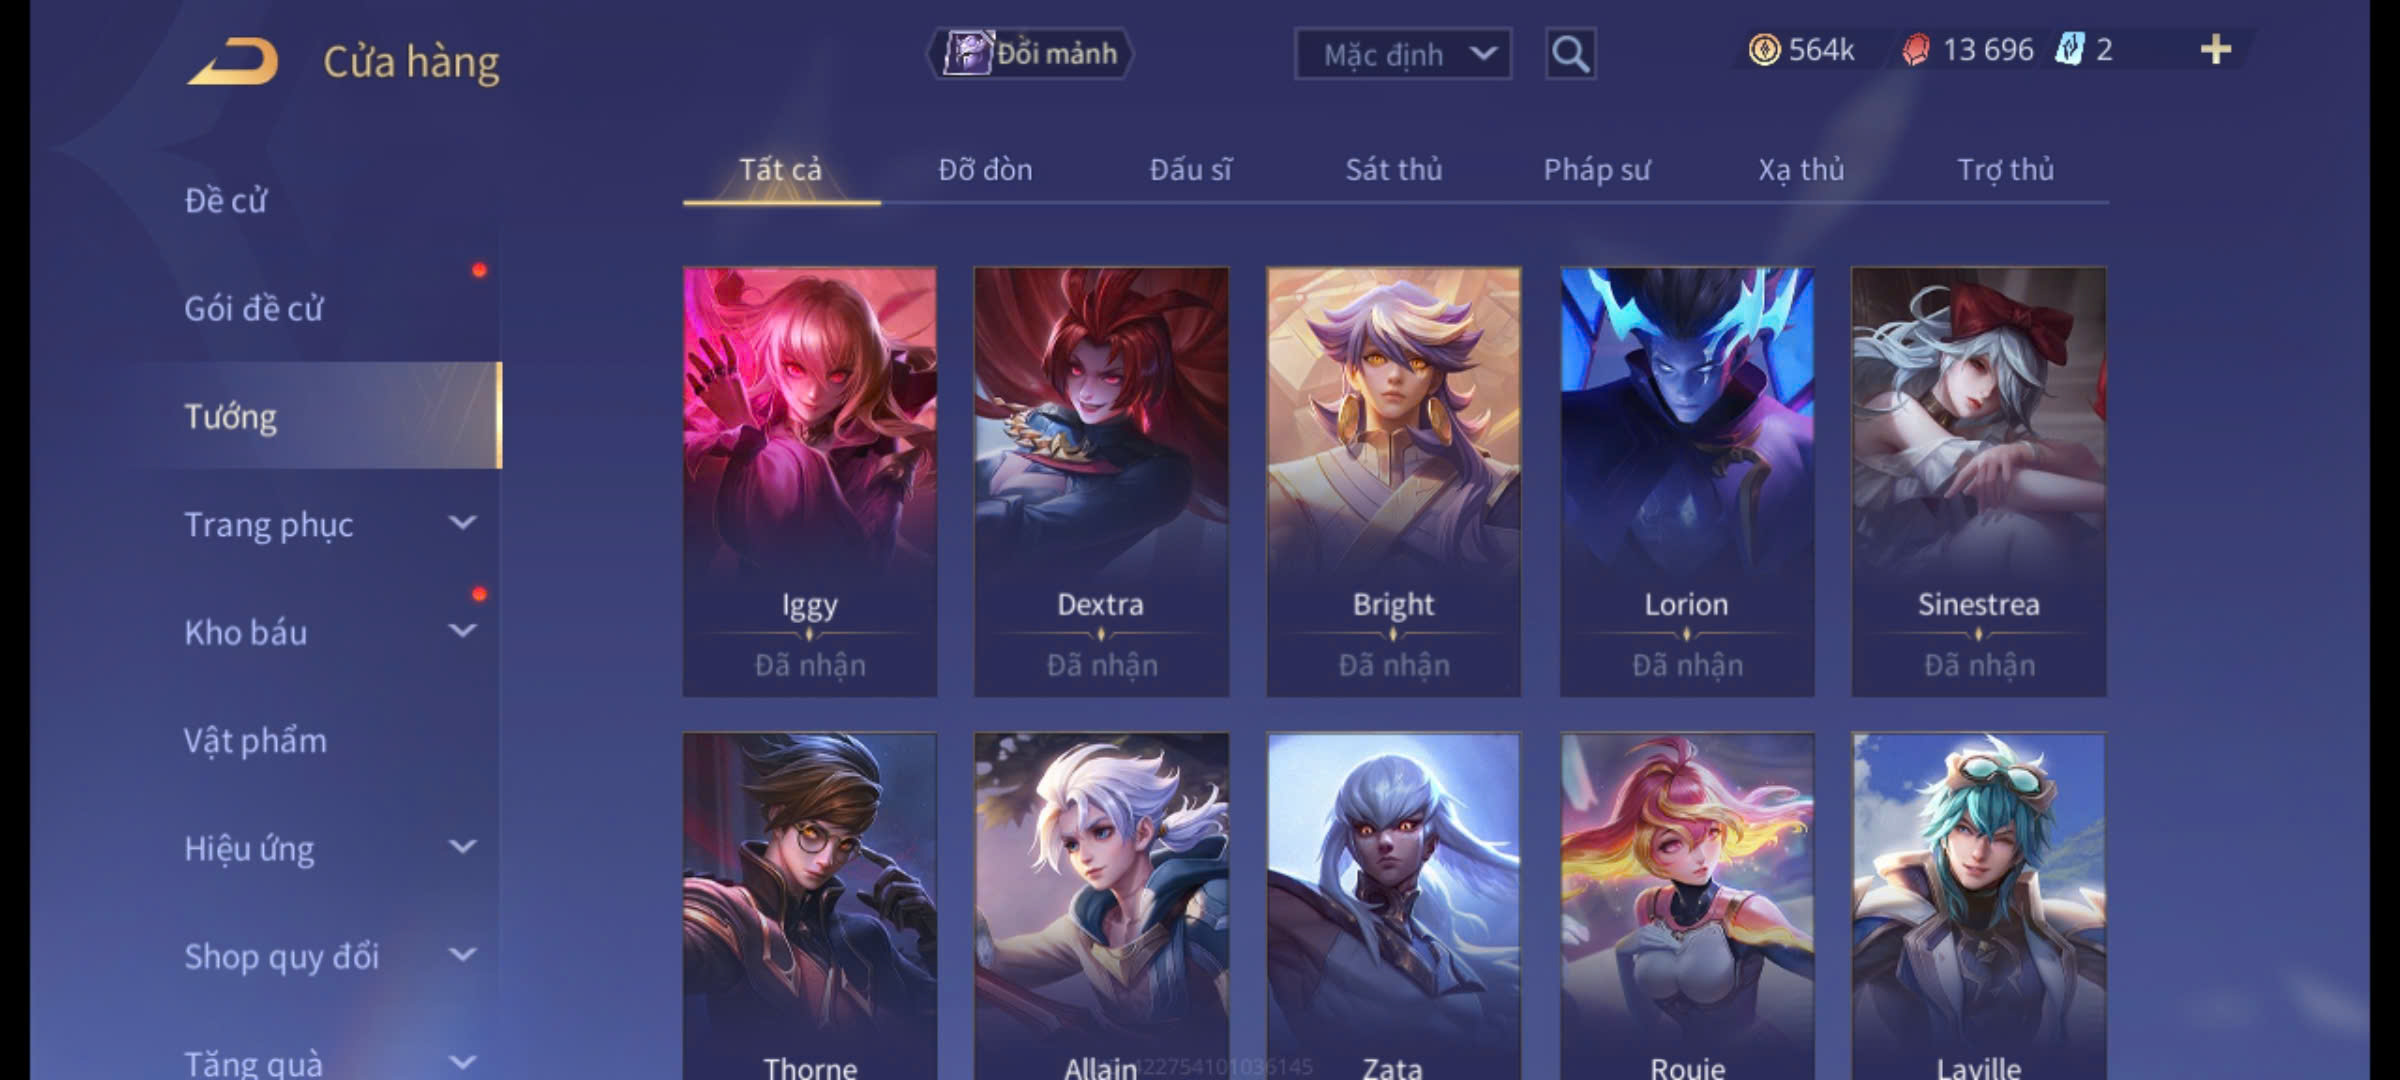 Cửa hàng
Đổi mảnh
Mặc định
564k
13 696
2
Tất cả
Đỡ đòn
Đấu sĩ
Sát thủ
Pháp sư
Xạ thủ
Trợ thủ
Đề cử
Gói đề cử
Tướng
Trang phục
Kho báu
Vật phẩm
Hiệu ứng
Shop quy đổi
Tặng quà
Iggy
Đã nhận
Dextra
Đã nhận
Bright
Đã nhận
Lorion
Đã nhận
Sinestrea
Đã nhận
Thorne
Allain
Zata
Rouie
Laville